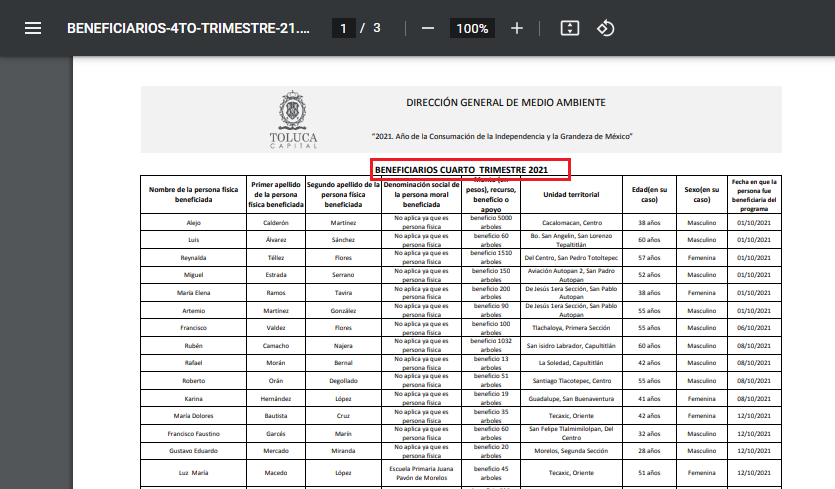 BENEFICIARIOS-4TO-TRIMESTRE-21.... 1 / 3 100%
DIRECCIÓN GENERAL DE MEDIO AMBIENTE
TOLUCA
CAPITAL
"2021. Año de la Consumación de la Independencia y la Grandeza de México"
BENEFICIARIOS CUARTO TRIMESTRE 2021
Nombre de la persona física beneficiada Primer apellido de la persona física beneficiada Segundo apellido de la persona física beneficiada Denominación social de la persona moral beneficiada Monto (en pesos), recurso, beneficio o apoyo Unidad territorial Edad(en su caso) Sexo(en su caso) Fecha en que la persona fue beneficiaria del programa
Alejo Calderón Martínez No aplica ya que es persona física beneficio 5000 arboles Cacalomacan, Centro 38 años Masculino 01/10/2021
Luis Álvarez Sánchez No aplica ya que es persona física beneficio 60 arboles Bo. San Angelin, San Lorenzo Tepaltitlán 60 años Masculino 01/10/2021
Reynalda Téllez Flores No aplica ya que es persona física beneficio 1510 arboles Del Centro, San Pedro Totoltepec 57 años Femenina 01/10/2021
Miguel Estrada Serrano No aplica ya que es persona física beneficio 150 arboles Aviación Autopan 2, San Padro Autopan 52 años Masculino 01/10/2021
María Elena Ramos Tavira No aplica ya que es persona física beneficio 200 arboles De Jesús 1era Sección, San Pablo Autopan 38 años Femenina 01/10/2021
Artemio Martínez González No aplica ya que es persona física beneficio 90 arboles De Jesús 1era Sección, San Pablo Autopan 55 años Masculino 01/10/2021
Francisco Valdez Flores No aplica ya que es persona física beneficio 100 arboles Tlachaloya, Primera Sección 55 años Masculino 06/10/2021
Rubén Camacho Najera No aplica ya que es persona física beneficio 1032 arboles San isidro Labrador, Capultitlán 60 años Masculino 08/10/2021
Rafael Morán Bernal No aplica ya que es persona física beneficio 13 arboles La Soledad, Capultitlán 42 años Masculino 08/10/2021
Roberto Orán Degollado No aplica ya que es persona física beneficio 51 arboles Santiago Tlacotepec, Centro 55 años Masculino 08/10/2021
Karina Hernández López No aplica ya que es persona física beneficio 19 arboles Guadalupe, San Buenaventura 41 años Femenina 08/10/2021
María Dolores Bautista Cruz No aplica ya que es persona física beneficio 35 arboles Tecaxic, Oriente 42 años Femenina 12/10/2021
Francisco Faustino Garcés Marín No aplica ya que es persona física beneficio 60 arboles San Felipe Tlalmimilolpan, Del Centro 32 años Masculino 12/10/2021
Gustavo Eduardo Mercado Miranda No aplica ya que es persona física beneficio 20 arboles Morelos, Segunda Sección 28 años Masculino 12/10/2021
Luz María Macedo López Escuela Primaria Juana Pavón de Morelos beneficio 45 arboles Tecaxic, Oriente 51 años Femenina 12/10/2021